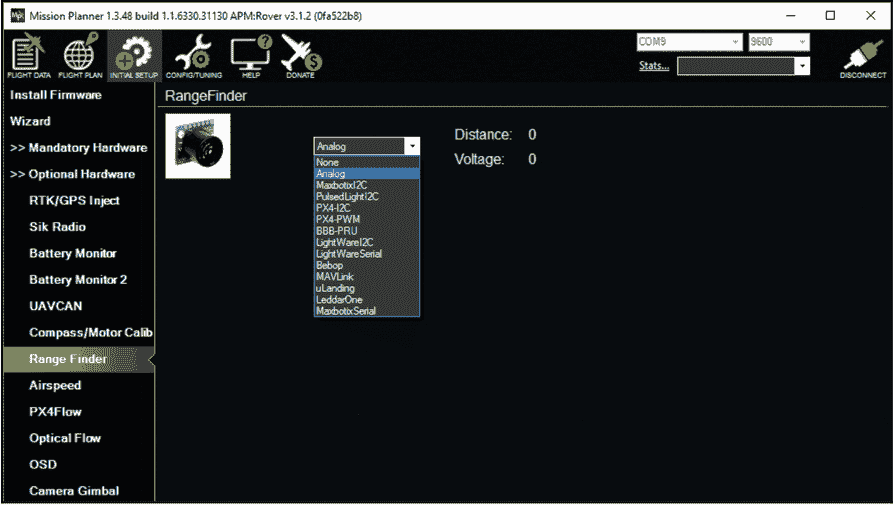 Mission Planner 1.3.48 build 1.1.6330.31130 APM:Rover v3.1.2 (0fa522b8)
FLIGHT DATA FLIGHT PLAN INITIAL SETUP CONFIG/TUNING HELP DONATE
COM9 9600
Stats...
DISCONNECT
Install Firmware
Wizard
>> Mandatory Hardware
>> Optional Hardware
RTK/GPS Inject
Sik Radio
Battery Monitor
Battery Monitor 2
UAVCAN
Compass/Motor Calib
Range Finder
Airspeed
PX4Flow
Optical Flow
OSD
Camera Gimbal
RangeFinder
Analog
None
Analog
MaxbotixI2C
PulsedLightI2C
PX4-I2C
PX4-PWM
BBB-PRU
LightWareI2C
LightWareSerial
Bebop
MAVLink
uLanding
LeddarOne
MaxbotixSerial
Distance: 0
Voltage: 0